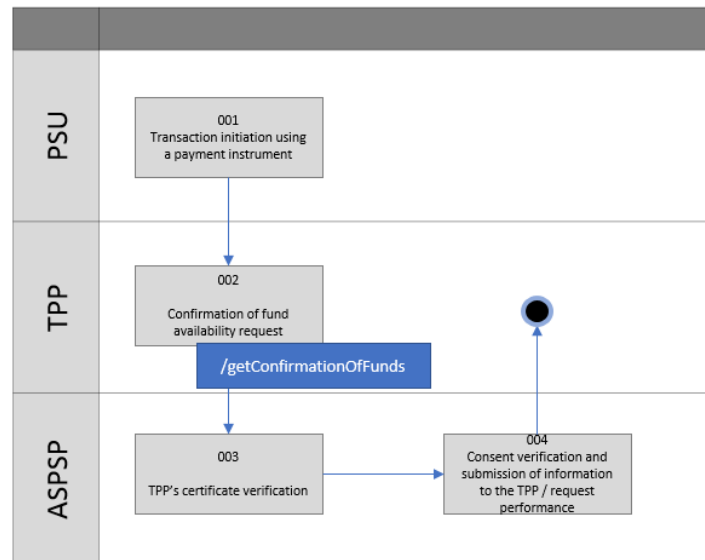 PSU
001
Transaction initiation using
a payment instrument
TPP
002
Confirmation of fund
availability request
/getConfirmationOfFunds
ASPSP
003
TPP's certificate verification
004
Consent verification and
submission of information
to the TPP / request
performance